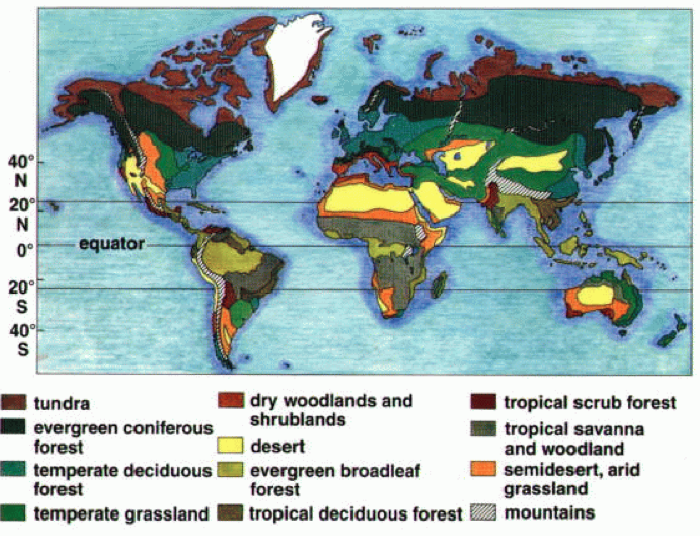 40°
N
20°
N
equator
0°
20°
S
40°
S
tundra
evergreen coniferous
forest
temperate deciduous
forest
temperate grassland
dry woodlands and
shrublands
desert
evergreen broadleaf
forest
tropical deciduous forest
tropical scrub forest
tropical savanna
and woodland
semidesert, arid
grassland
mountains